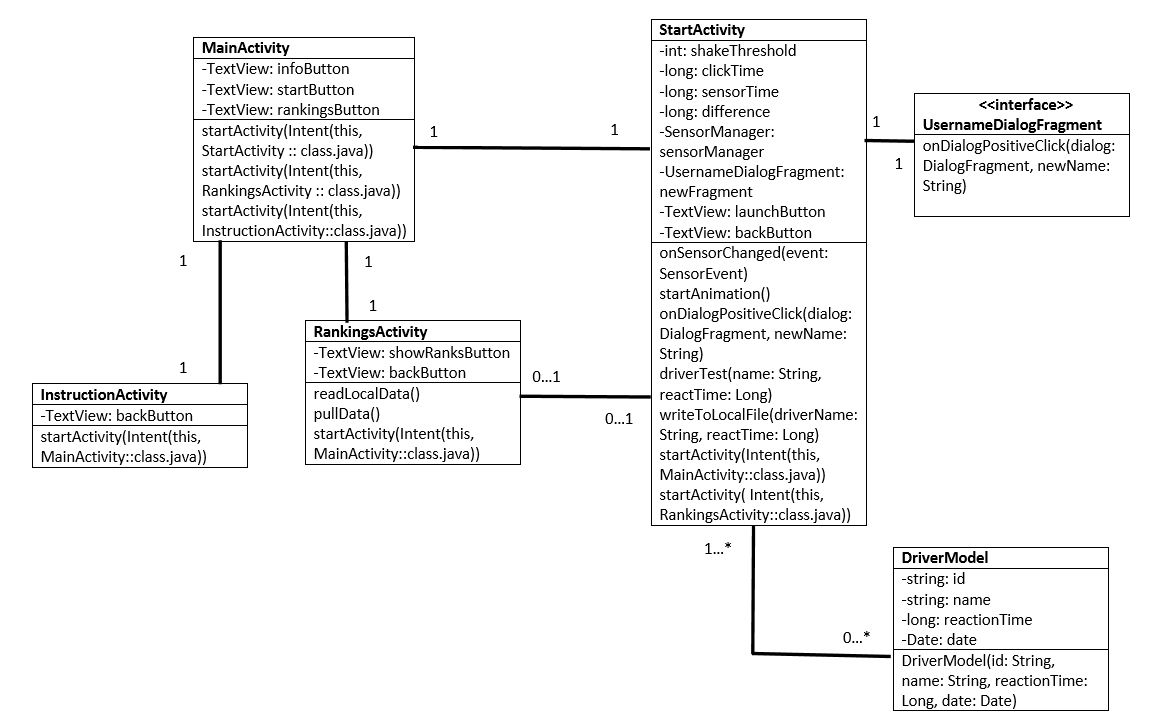 MainActivity
-TextView: infoButton
-TextView: startButton
-TextView: rankingsButton
startActivity(Intent(this,
StartActivity :: class.java))
startActivity(Intent(this,
RankingsActivity :: class.java))
startActivity(Intent(this,
InstructionActivity::class.java))
1
1
StartActivity
-int: shakeThreshold
-long: clickTime
-long: sensorTime
-long: difference
-SensorManager:
sensorManager
-UsernameDialogFragment:
newFragment
-TextView: launchButton
-TextView: backButton
onSensorChanged(event:
SensorEvent)
startAnimation()
onDialogPositiveClick(dialog:
DialogFragment, newName:
String)
driverTest(name: String,
reactTime: Long)
writeToLocalFile(driverName:
String, reactTime: Long)
startActivity(Intent(this,
MainActivity::class.java))
startActivity( Intent(this,
RankingsActivity::class.java))
1
1
<<interface>>
UsernameDialogFragment
onDialogPositiveClick(dialog:
DialogFragment, newName:
String)
1
1
1
1
InstructionActivity
-TextView: backButton
startActivity(Intent(this,
MainActivity::class.java))
RankingsActivity
-TextView: showRanksButton
-TextView: backButton
readLocalData()
pullData()
startActivity(Intent(this,
MainActivity::class.java))
0...1
0...1
1...*
0...*
DriverModel
-string: id
-string: name
-long: reactionTime
-Date: date
DriverModel(id: String,
name: String, reactionTime:
Long, date: Date)